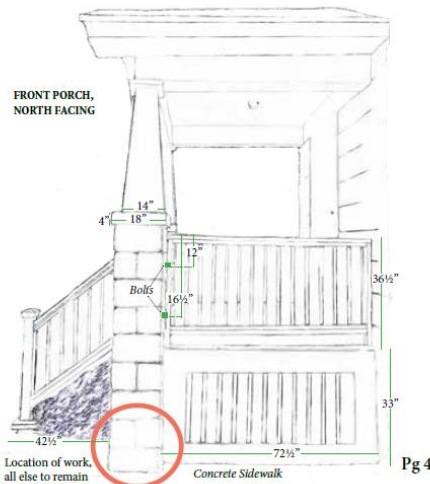 FRONT PORCH,
NORTH FACING
14"
4"
18"
12"
Bolts
16½"
36½"
33"
42½"
72½"
Location of work,
all else to remain
Concrete Sidewalk
Pg 4